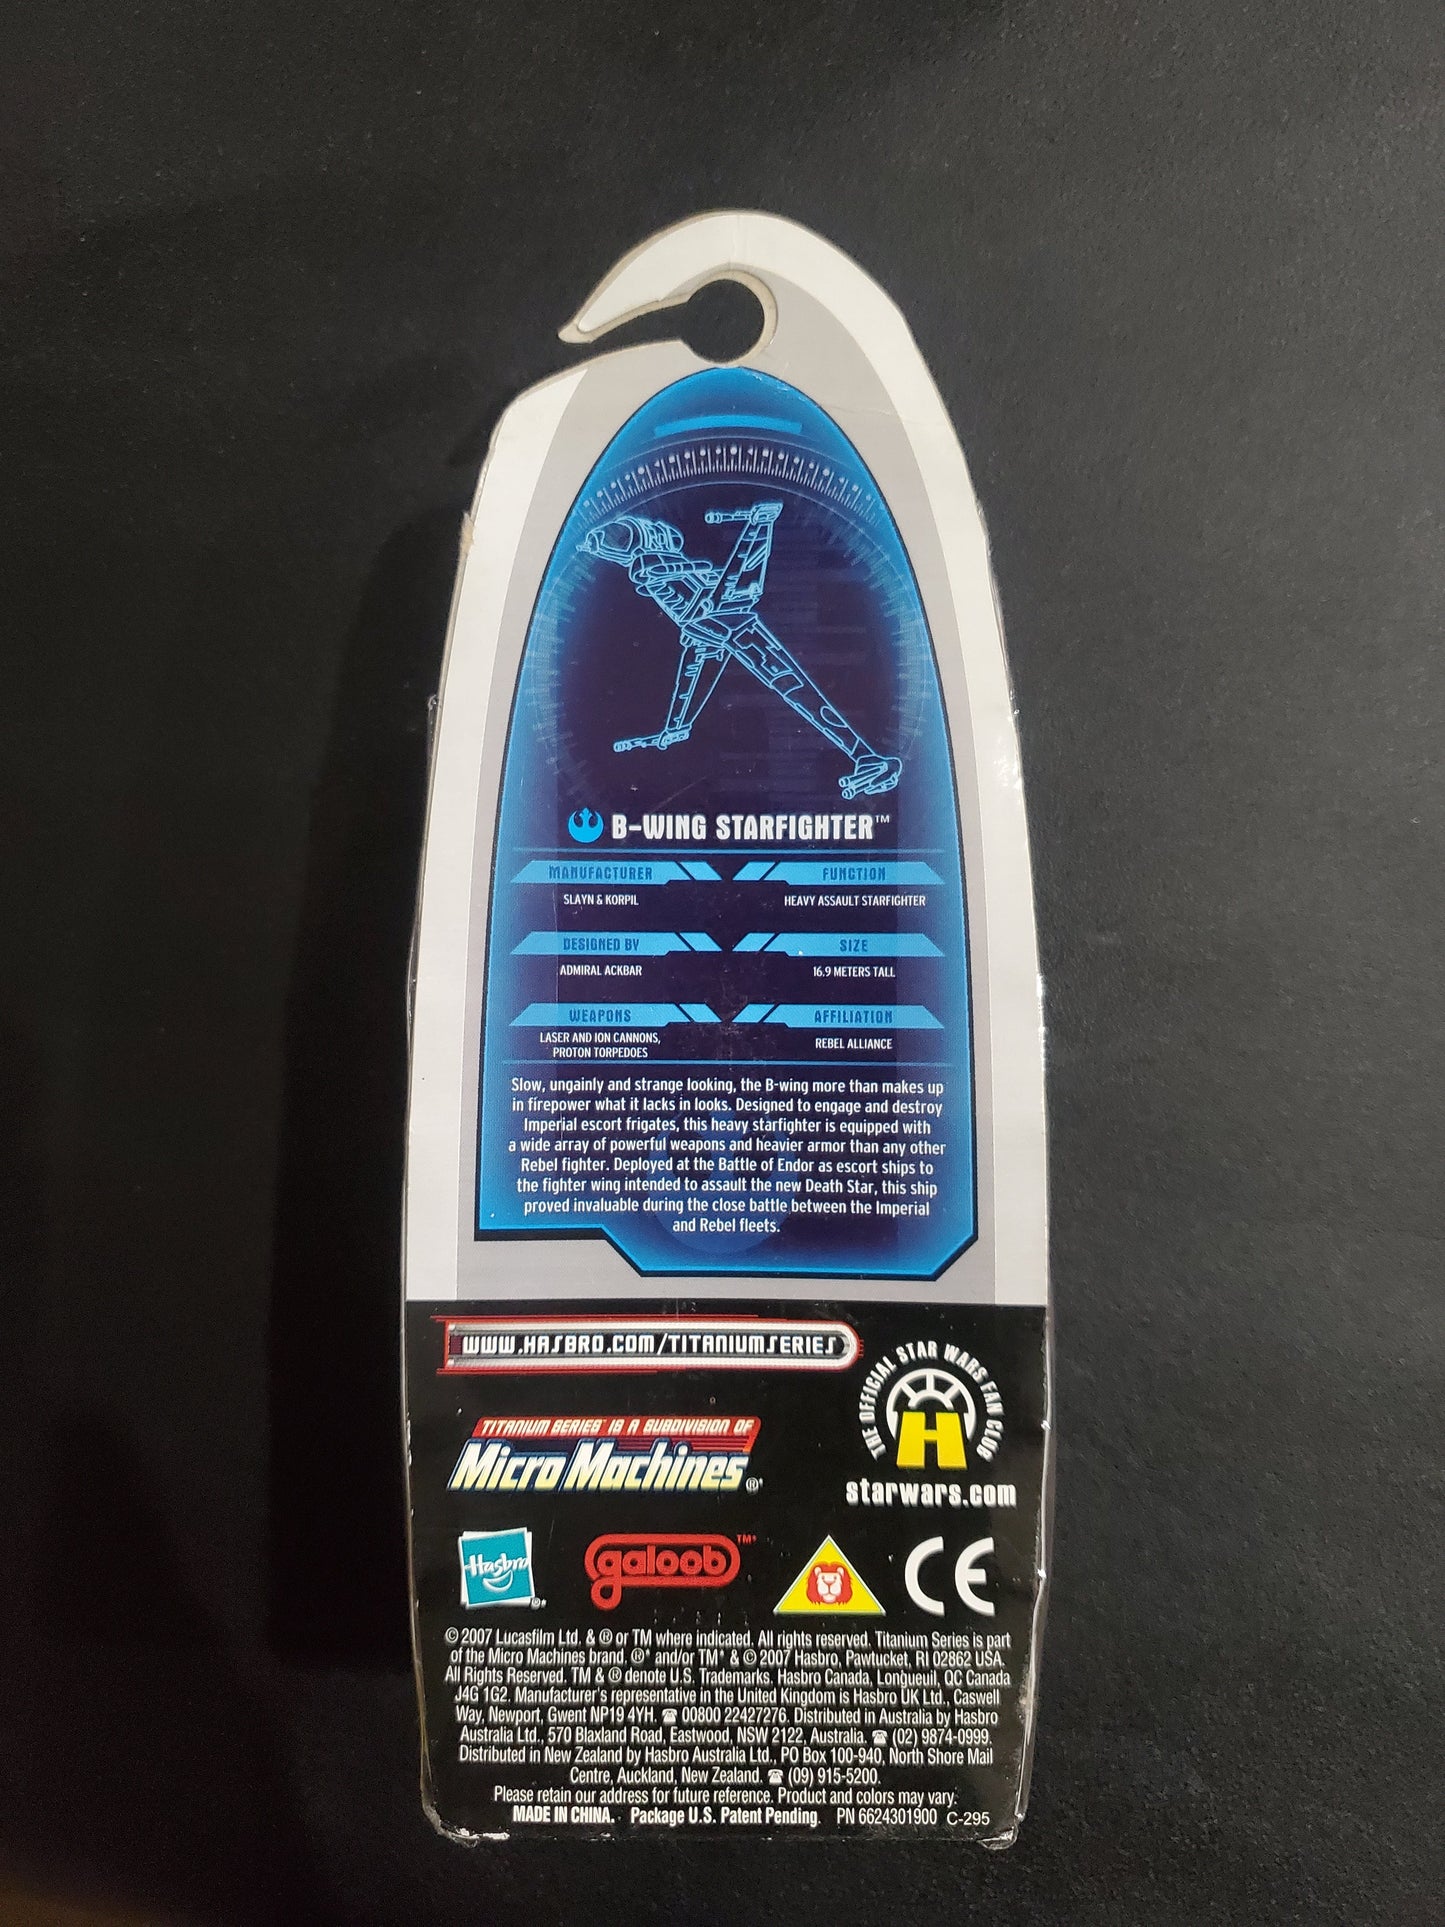 B-WING STARFIGHTER™
MANUFACTURER
SLAYN & KORPIL
FUNCTION
HEAVY ASSAULT STARFIGHTER
DESIGNED BY
ADMIRAL ACKBAR
SIZE
16.9 METERS TALL
WEAPONS
LASER AND ION CANNONS,
PROTON TORPEDOES
AFFILIATION
REBEL ALLIANCE
Slow, ungainly and strange looking, the B-wing more than makes up
in firepower what it lacks in looks. Designed to engage and destroy
Imperial escort frigates, this heavy starfighter is equipped with
a wide array of powerful weapons and heavier armor than any other
Rebel fighter. Deployed at the Battle of Endor as escort ships to
the fighter wing intended to assault the new Death Star, this ship
proved invaluable during the close battle between the Imperial
and Rebel fleets.
WWW.HASBRO.COM/TITANIUMSERIES
THE OFFICIAL STAR WARS FAN CLUB
H
starwars.com
TITANIUM SERIES™ IS A SUBDIVISION OF
Micro Machines®*
Hasbro®*
galoob™*
CE
© 2007 Lucasfilm Ltd. & ® or TM where indicated. All rights reserved. Titanium Series is part
of the Micro Machines brand. ®* and/or TM* & © 2007 Hasbro, Pawtucket, RI 02862 USA.
All Rights Reserved. TM & ® denote U.S. Trademarks. Hasbro Canada, Longueuil, QC Canada
J4G 1G2. Manufacturer's representative in the United Kingdom is Hasbro UK Ltd., Caswell
Way, Newport, Gwent NP19 4YH. ☎ 00800 22427276. Distributed in Australia by Hasbro
Australia Ltd., 570 Blaxland Road, Eastwood, NSW 2122, Australia. ☎ (02) 9874-0999.
Distributed in New Zealand by Hasbro Australia Ltd., PO Box 100-940, North Shore Mail
Centre, Auckland, New Zealand. ☎ (09) 915-5200.
Please retain our address for future reference. Product and colors may vary.
MADE IN CHINA. Package U.S. Patent Pending. PN 6624301900 C-295